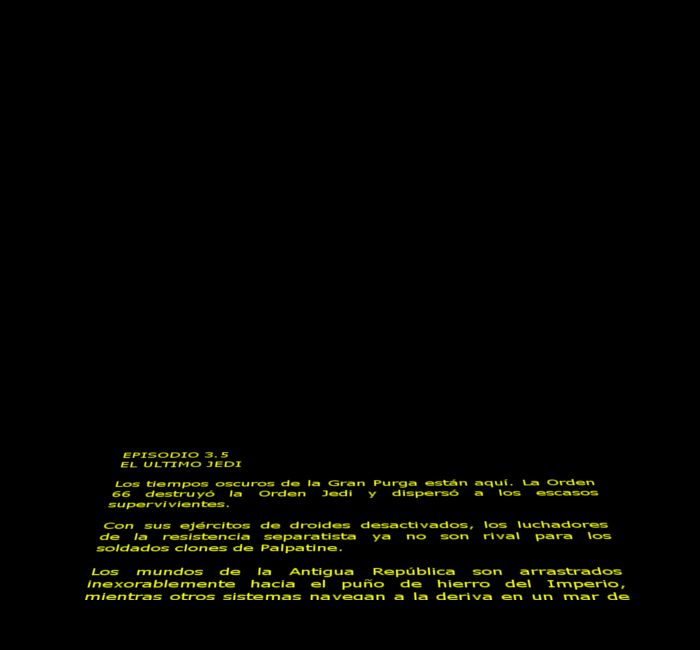 EPISODIO 3.5
EL ULTIMO JEDI
Los tiempos oscuros de la Gran Purga están aquí. La Orden
66 destruyó la Orden Jedi y dispersó a los escasos
supervivientes.
Con sus ejércitos de droides desactivados, los luchadores
de la resistencia separatista ya no son rival para los
soldados clones de Palpatine.
Los mundos de la Antigua República son arrastrados
inexorablemente hacia el puño de hierro del Imperio,
mientras otros sistemas navegan a la deriva en un mar de